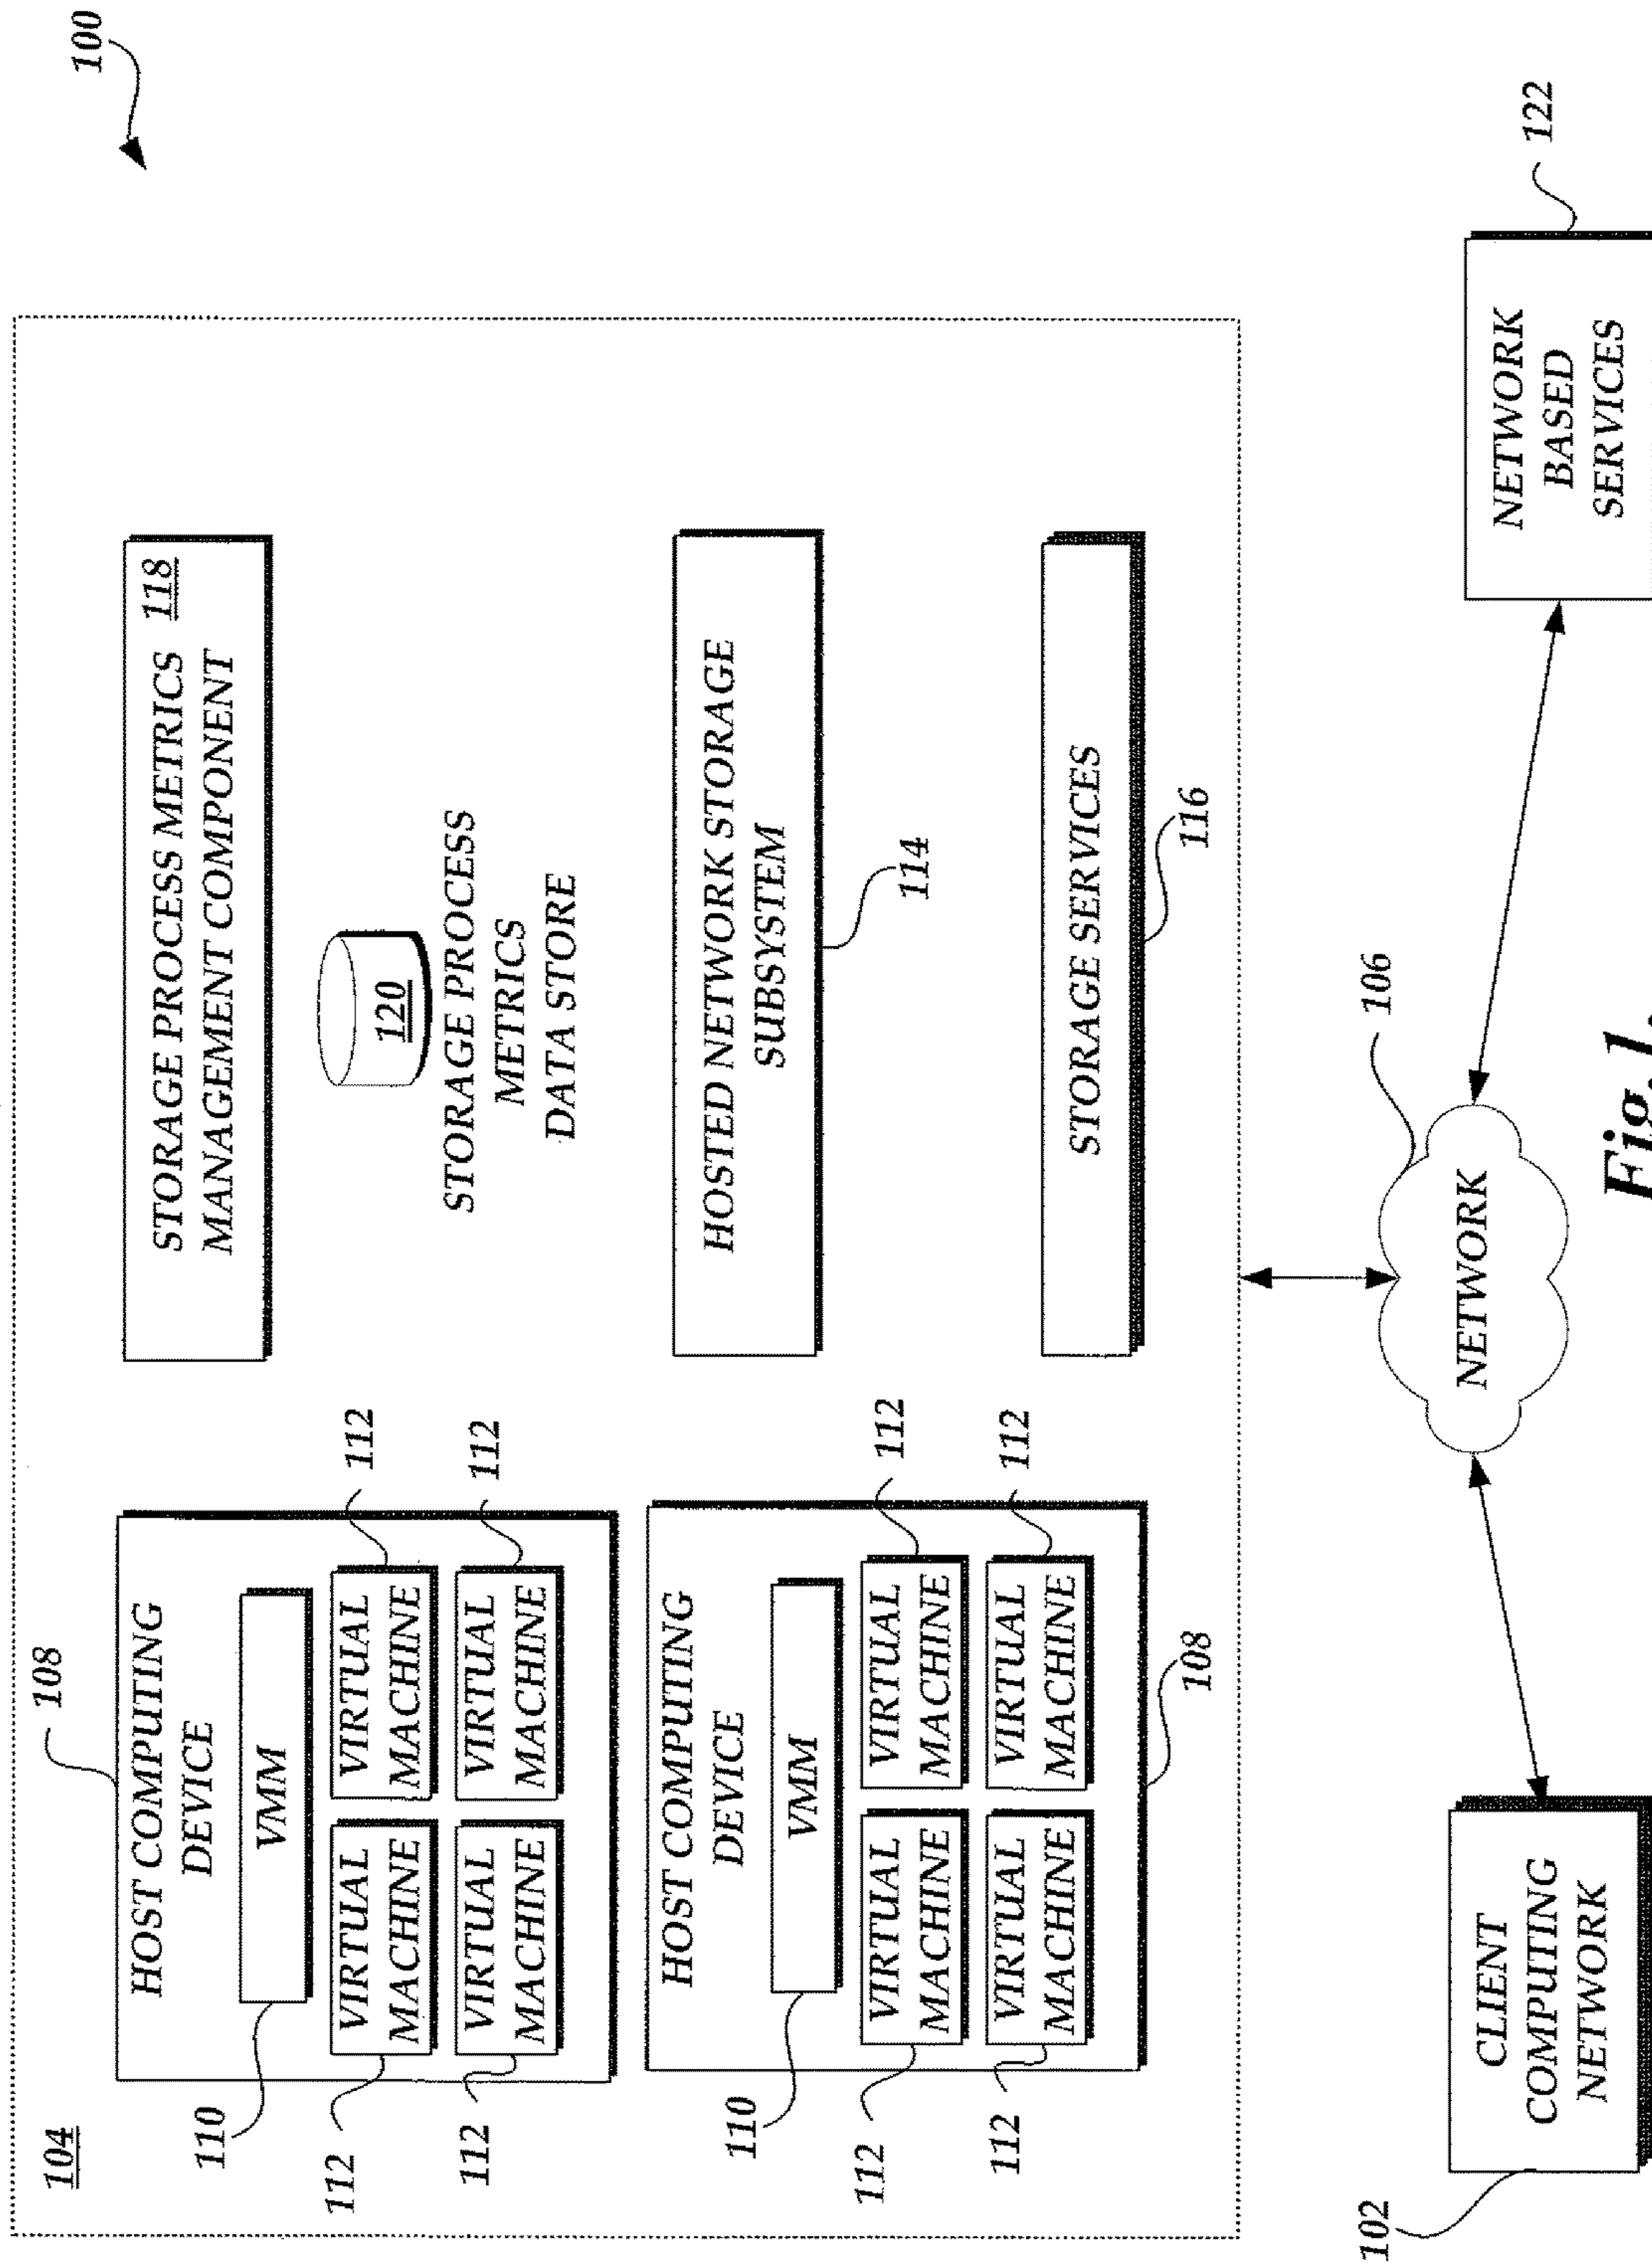 100
104
108
HOST COMPUTING
DEVICE
110
VMM
VIRTUAL
MACHINE
VIRTUAL
MACHINE
112
112
VIRTUAL
MACHINE
VIRTUAL
MACHINE
112
112
HOST COMPUTING
DEVICE
110
VMM
VIRTUAL
MACHINE
VIRTUAL
MACHINE
112
112
VIRTUAL
MACHINE
VIRTUAL
MACHINE
112
112
108
STORAGE PROCESS METRICS 118
MANAGEMENT COMPONENT
120
STORAGE PROCESS
METRICS
DATA STORE
HOSTED NETWORK STORAGE
SUBSYSTEM
114
STORAGE SERVICES
116
106
NETWORK
102
CLIENT
COMPUTING
NETWORK
NETWORK
BASED
SERVICES
122
Fig.1.